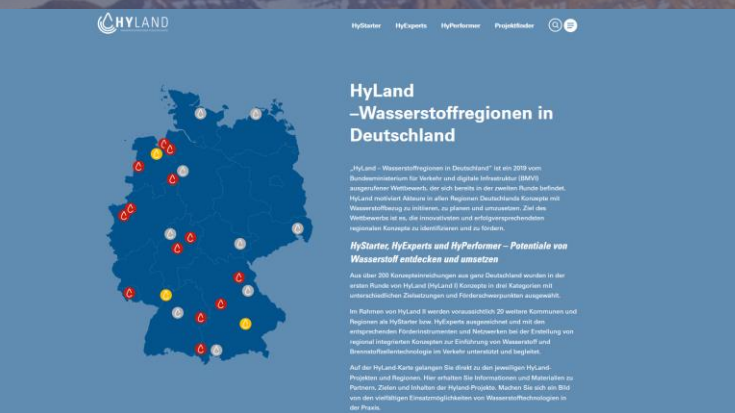 HYLAND
HyStarter HyExperts HyPerformer Projektfinder
HyLand
–Wasserstoffregionen in
Deutschland
„HyLand - Wasserstoffregionen in Deutschland" ist ein 2019 vom
Bundesministerium für Verkehr und digitale Infrastruktur (BMVI)
ausgerufener Wettbewerb, der sich bereits in der zweiten Runde befindet.
HyLand motiviert Akteure in allen Regionen Deutschlands Konzepte mit
Wasserstoffbezug zu initiieren, zu planen und umzusetzen. Ziel des
Wettbewerbs ist es, die innovativsten und erfolgversprechendsten
regionalen Konzepte zu identifizieren und zu fördern.
HyStarter, HyExperts und HyPerformer – Potentiale von
Wasserstoff entdecken und umsetzen
Aus über 200 Konzepteinreichungen aus ganz Deutschland wurden in der
ersten Runde von HyLand (HyLand I) Konzepte in drei Kategorien mit
unterschiedlichen Zielsetzungen und Förderschwerpunkten ausgewählt.
Im Rahmen von HyLand II werden voraussichtlich 20 weitere Kommunen und
Regionen als HyStarter bzw. HyExperts ausgezeichnet und mit den
entsprechenden Förderinstrumenten und Netzwerken bei der Erstellung von
regional integrierten Konzepten zur Einführung von Wasserstoff und
Brennstoffzellentechnologie im Verkehr unterstützt und begleitet.
Auf der HyLand-Karte gelangen Sie direkt zu den jeweiligen HyLand-
Projekten und Regionen. Hier erhalten Sie Informationen und Materialien zu
Partnern, Zielen und Inhalten der Hyland-Projekte. Machen Sie sich ein Bild
von den vielfältigen Einsatzmöglichkeiten von Wasserstofftechnologien in
der Praxis.